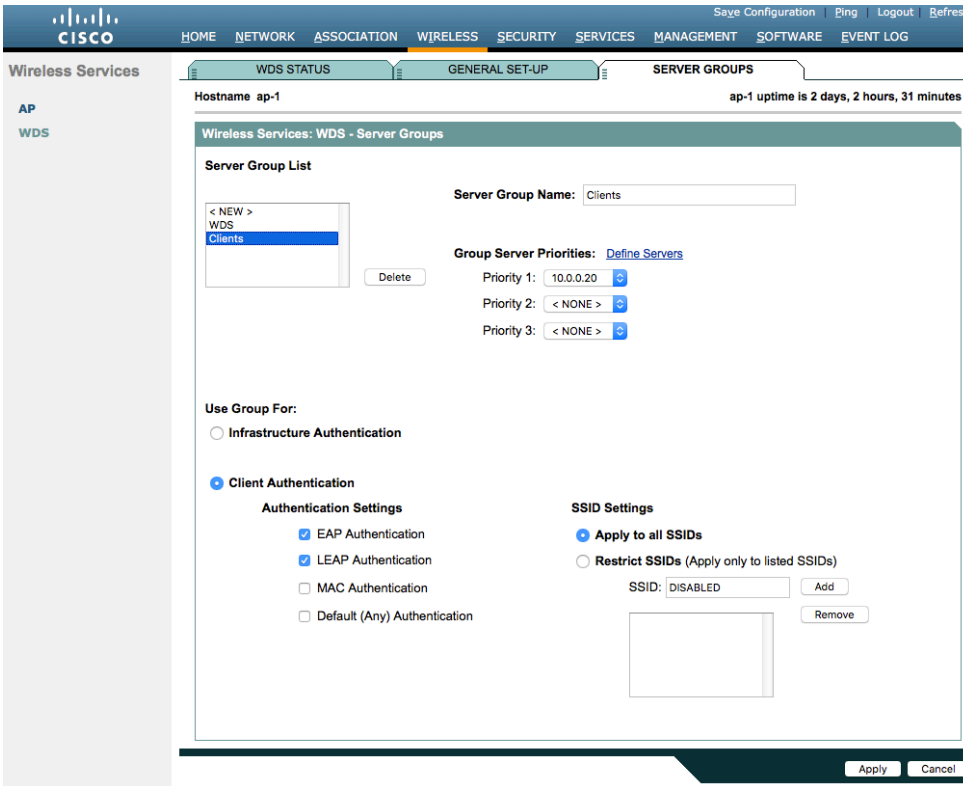 Save Configuration | Ping | Logout | Refres
CISCO
HOME NETWORK ASSOCIATION WIRELESS SECURITY SERVICES MANAGEMENT SOFTWARE EVENT LOG
Wireless Services
AP
WDS
WDS STATUS GENERAL SET-UP SERVER GROUPS
Hostname ap-1 ap-1 uptime is 2 days, 2 hours, 31 minutes
Wireless Services: WDS - Server Groups
Server Group List
Server Group Name: Clients
< NEW >
WDS
Clients
Delete
Group Server Priorities: Define Servers
Priority 1: 10.0.0.20
Priority 2: < NONE >
Priority 3: < NONE >
Use Group For:
Infrastructure Authentication
Client Authentication
Authentication Settings
EAP Authentication
LEAP Authentication
MAC Authentication
Default (Any) Authentication
SSID Settings
Apply to all SSIDs
Restrict SSIDs (Apply only to listed SSIDs)
SSID: DISABLED Add
Remove
Apply Cancel